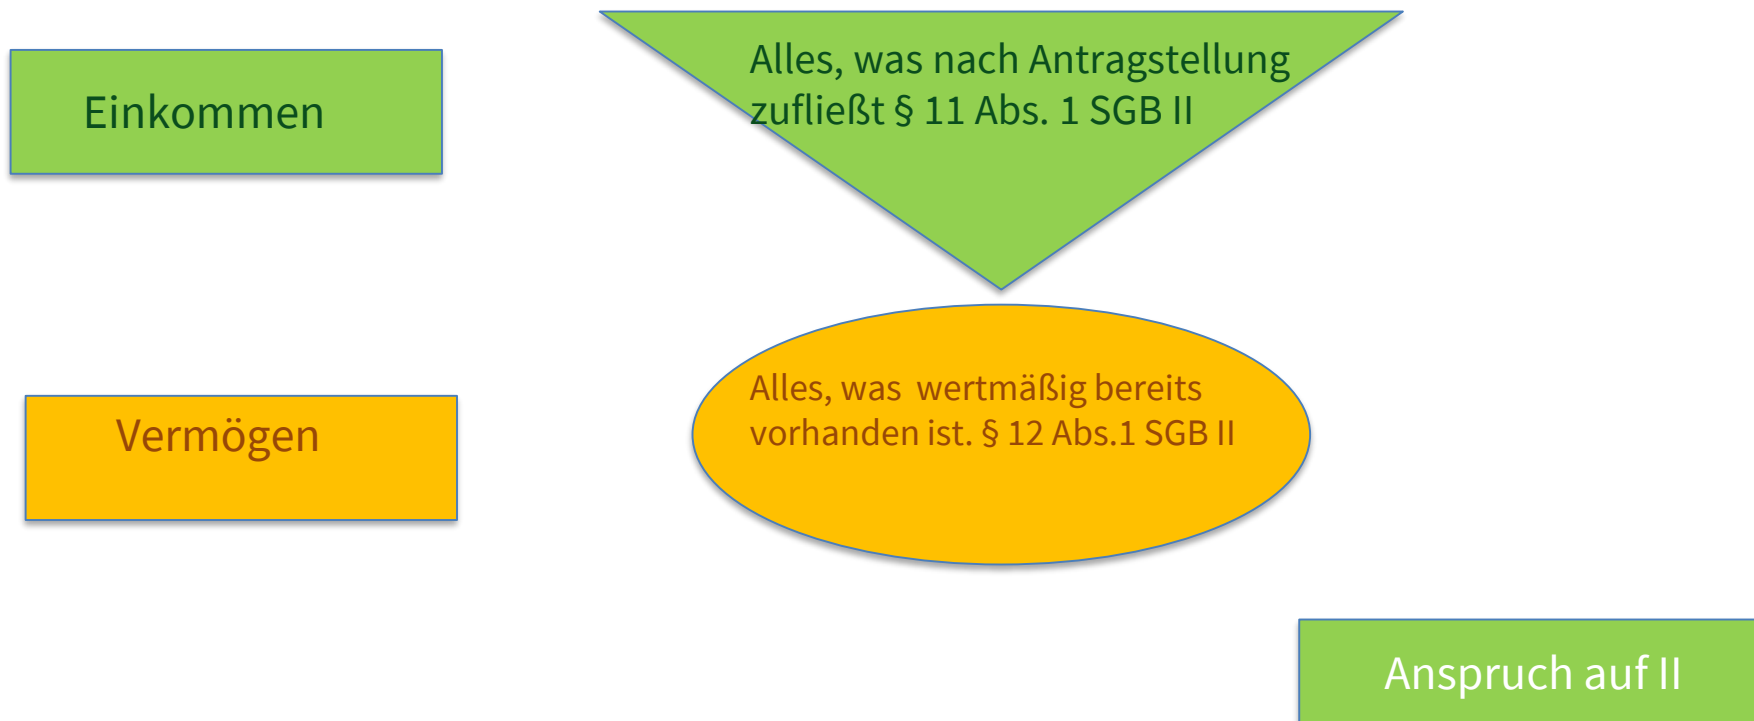 Einkommen
Alles, was nach Antragstellung
zufließt § 11 Abs. 1 SGB II
Vermögen
Alles, was  wertmäßig bereits
vorhanden ist. § 12 Abs.1 SGB II
Anspruch auf II